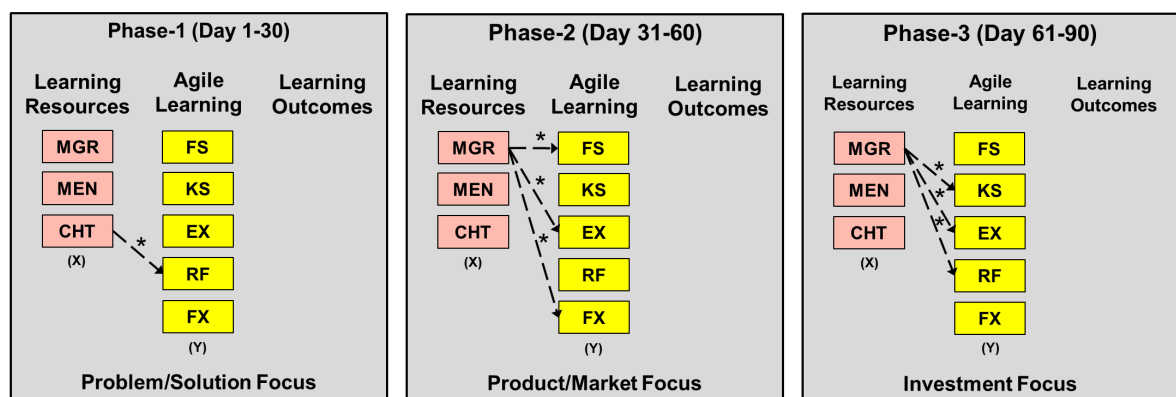 Phase-1 (Day 1-30)
Learning
Resources
Agile
Learning
Learning
Outcomes
MGR
MEN
CHT
(X)
FS
KS
EX
RF
FX
(Y)
*
Problem/Solution Focus
Phase-2 (Day 31-60)
Learning
Resources
Agile
Learning
Learning
Outcomes
MGR
MEN
CHT
(X)
FS
KS
EX
RF
FX
(Y)
*
*
*
Product/Market Focus
Phase-3 (Day 61-90)
Learning
Resources
Agile
Learning
Learning
Outcomes
MGR
MEN
CHT
(X)
FS
KS
EX
RF
FX
(Y)
*
*
*
Investment Focus